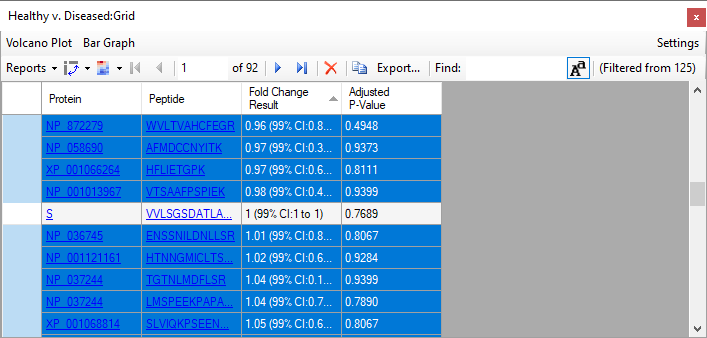 Healthy v. Diseased:Grid
Volcano Plot Bar Graph Settings
Reports 1 of 92 Export... Find: Aa (Filtered from 125)
Protein Peptide Fold Change Result Adjusted P-Value
NP_872279 WVLTVAHCFEGR 0.96 (99% CI:0.8... 0.4948
NP_058690 AFMDCCNYITK 0.97 (99% CI:0.3... 0.9373
XP_001066264 HFLIETGPK 0.97 (99% CI:0.6... 0.8111
NP_001013967 VTSAAFPSPIEK 0.98 (99% CI:0.4... 0.9399
S VVLSGSDATLA... 1 (99% CI:1 to 1) 0.7689
NP_036745 ENSSNILDNLLSR 1.01 (99% CI:0.8... 0.8067
NP_001121161 HTNNGMICLTS... 1.02 (99% CI:0.6... 0.9284
NP_037244 TGTNLMDFLSR 1.04 (99% CI:0.1... 0.9399
NP_037244 LMSPEEKPAPA... 1.04 (99% CI:0.7... 0.7890
XP_001068814 SLVIQKPSEEN... 1.05 (99% CI:0.6... 0.8067